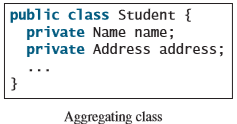 public class Student {
private Name name;
private Address address;
...
}
Aggregating class